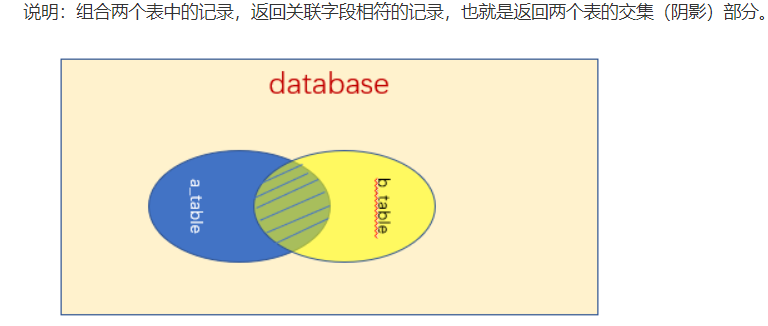 说明：组合两个表中的记录，返回关联字段相符的记录，也就是返回两个表的交集（阴影）部分。
database
a_table
b_table